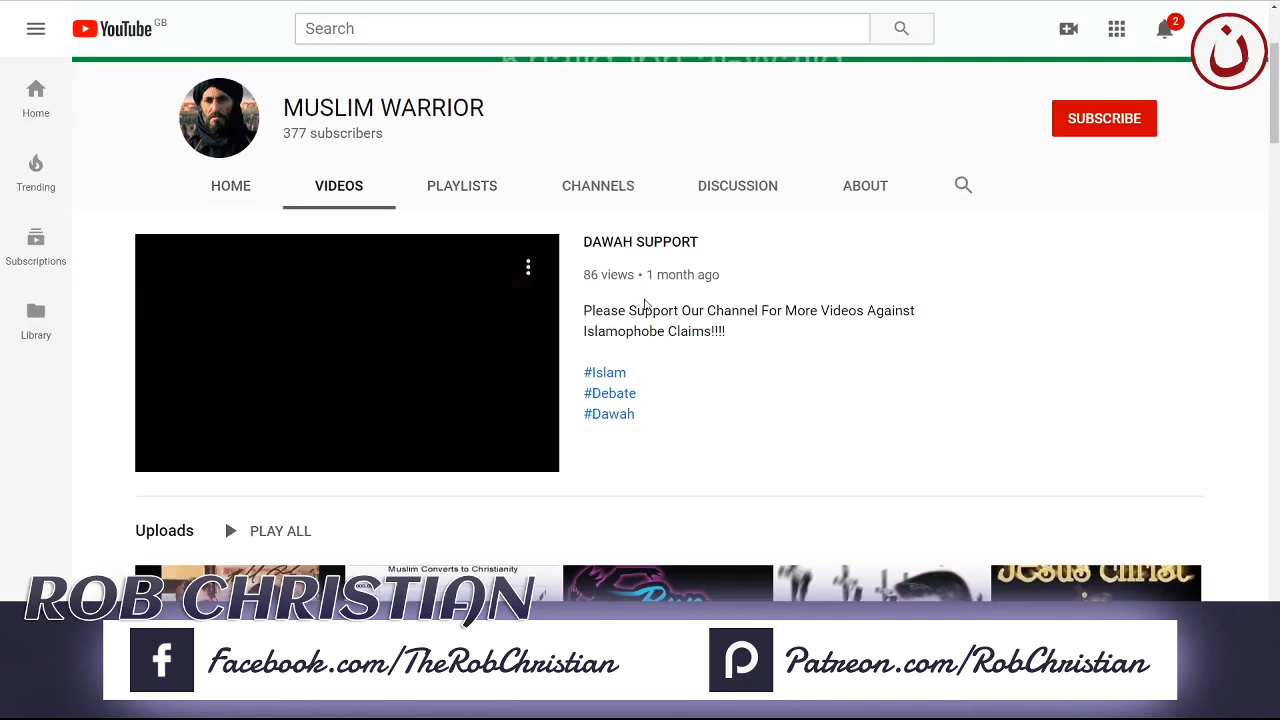 YouTube GB
Search
2
ن
Home
Trending
Subscriptions
Library
MUSLIM WARRIOR
377 subscribers
SUBSCRIBE
HOME VIDEOS PLAYLISTS CHANNELS DISCUSSION ABOUT
DAWAH SUPPORT
86 views • 1 month ago
Please Support Our Channel For More Videos Against
Islamophobe Claims!!!!
#Islam
#Debate
#Dawah
Uploads PLAY ALL
Muslim Converts to Christianity
JESUS CHRIST
ROB CHRISTIAN
Facebook.com/TheRobChristian
Patreon.com/RobChristian